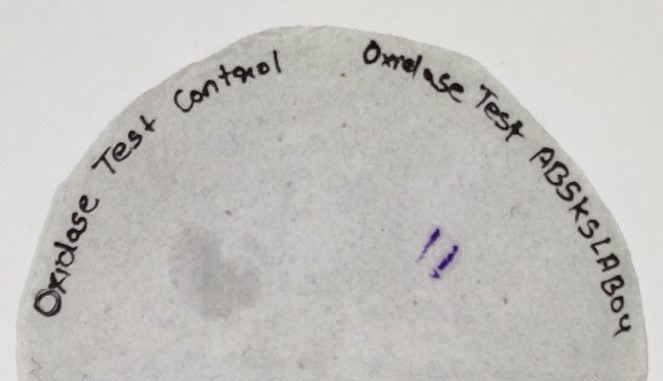 Oxidase Test Control
Oxidase Test ABSKSLAB04